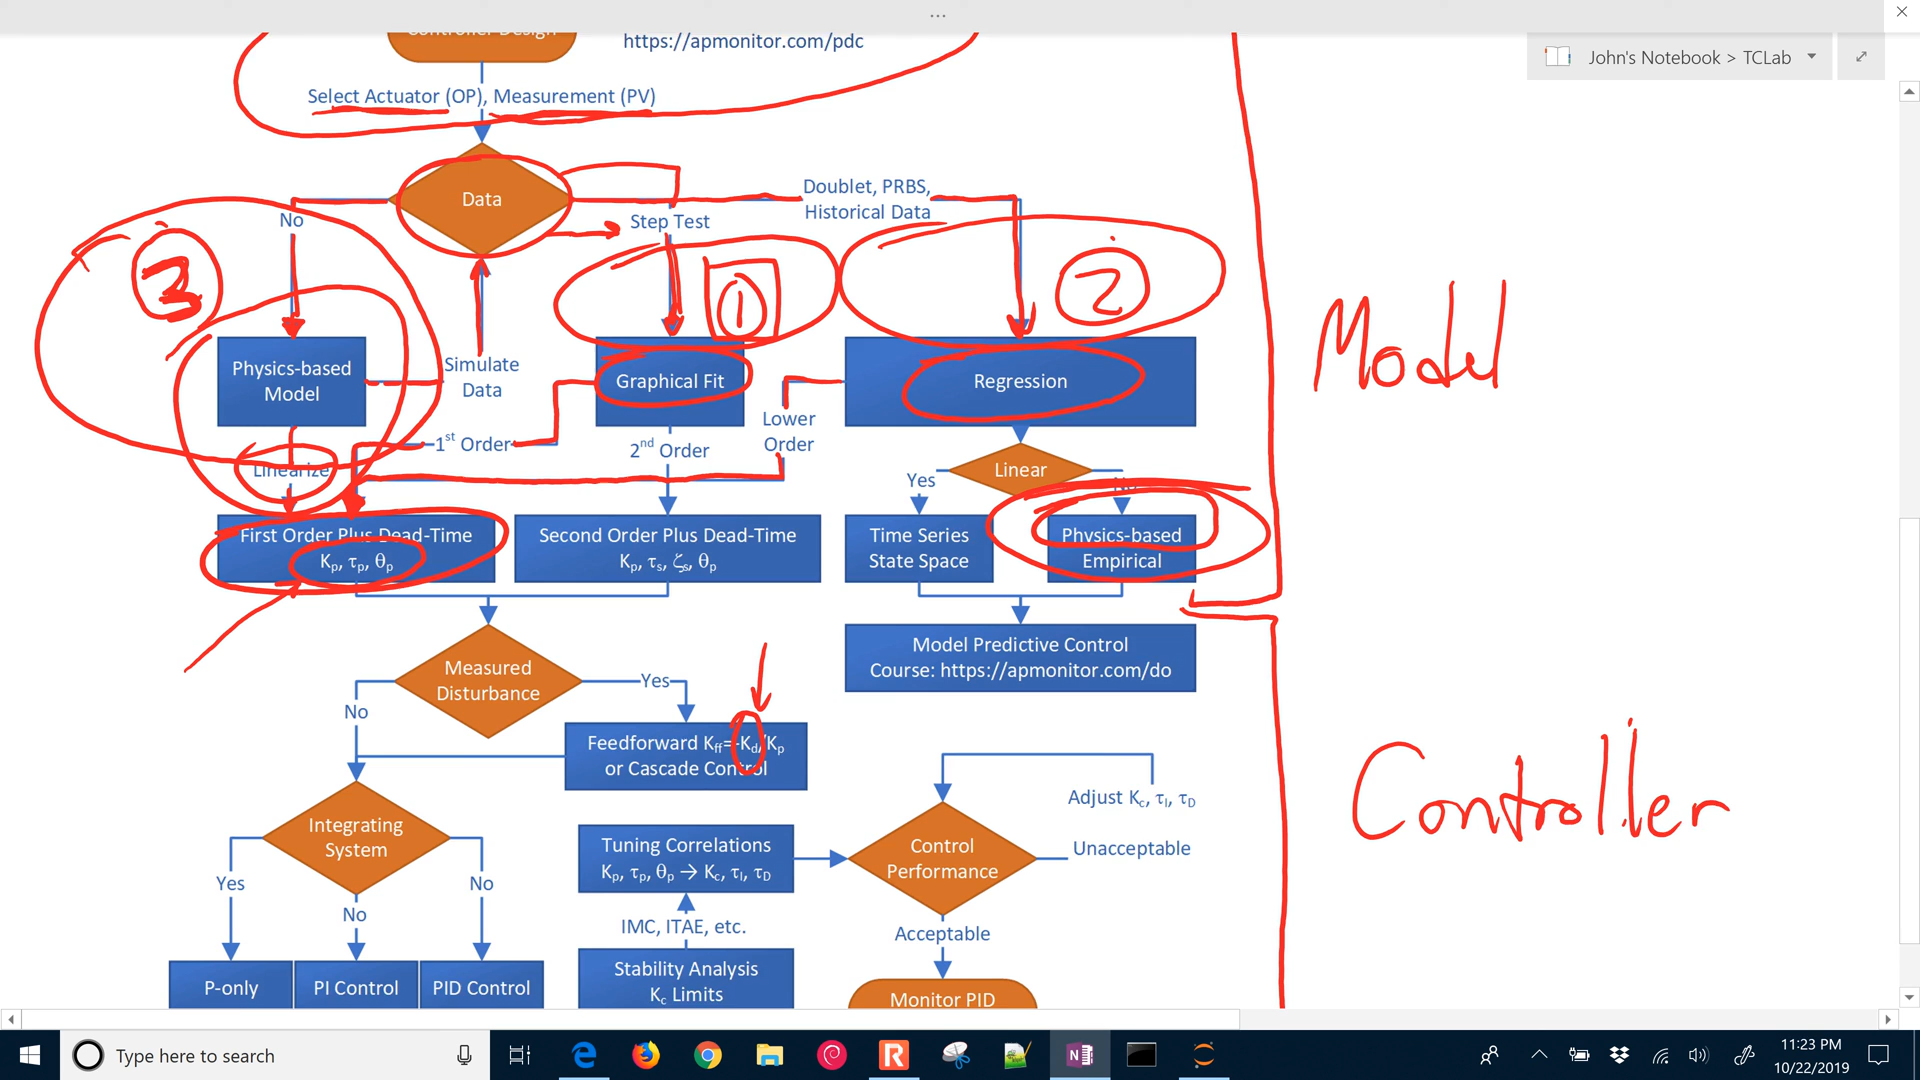 ...
Controller Design
https://apmonitor.com/pdc
John's Notebook > TCLab
Select Actuator (OP), Measurement (PV)
Data
No
Step Test
Doublet, PRBS,
Historical Data
3
1
2
Model
Physics-based
Model
Simulate
Data
Graphical Fit
Regression
Lower
Order
1st Order
2nd Order
Linearize
Linear
Yes
No
First Order Plus Dead-Time
Kp, τp, θp
Second Order Plus Dead-Time
Kp, τs, ζs, θp
Time Series
State Space
Physics-based
Empirical
Measured
Disturbance
Yes
No
Model Predictive Control
Course: https://apmonitor.com/do
Feedforward Kff=-Kd/Kp
or Cascade Control
Controller
Integrating
System
Yes
No
No
Tuning Correlations
Kp, τp, θp → Kc, τI, τD
Control
Performance
Adjust Kc, τI, τD
Unacceptable
IMC, ITAE, etc.
Acceptable
P-only
PI Control
PID Control
Stability Analysis
Kc Limits
Monitor PID
Type here to search
11:23 PM
10/22/2019